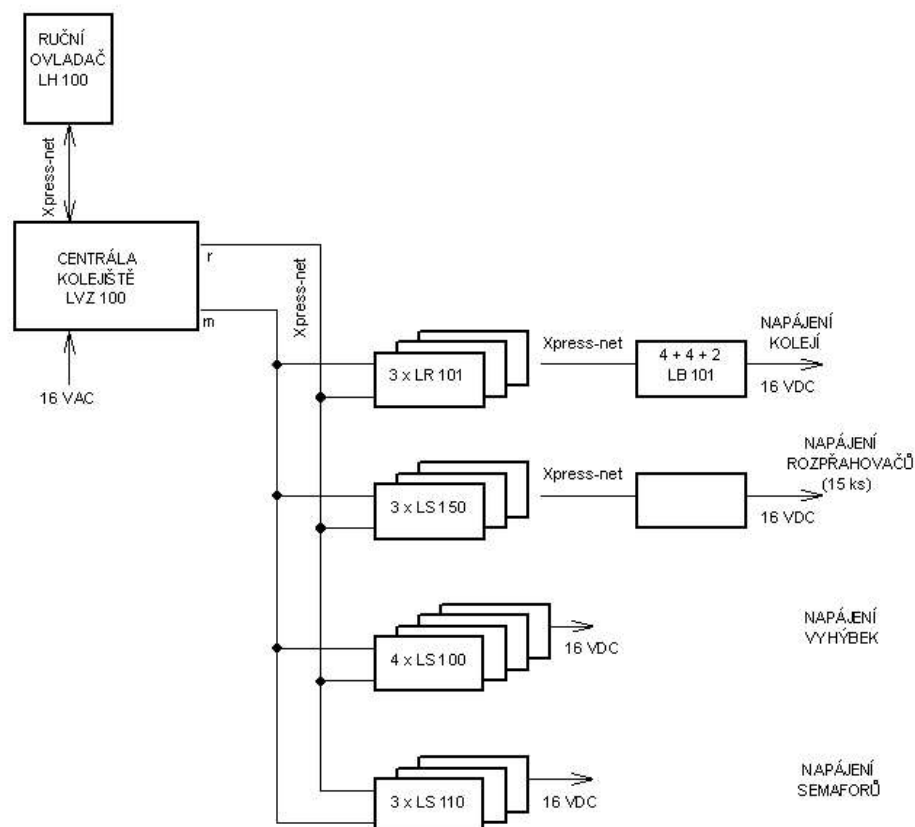 RUČNÍ
OVLADAČ
LH 100
Xpress-net
CENTRÁLA
KOLEJIŠTĚ
LVZ 100
r
m
16 VAC
Xpress-net
3 x LR 101
Xpress-net
4 + 4 + 2
LB 101
NAPÁJENÍ
KOLEJÍ
16 VDC
3 x LS 150
Xpress-net
NAPÁJENÍ
ROZPŘAHOVAČŮ
(15 ks)
16 VDC
4 x LS 100
16 VDC
NAPÁJENÍ
VYHÝBEK
3 x LS 110
16 VDC
NAPÁJENÍ
SEMAFORŮ